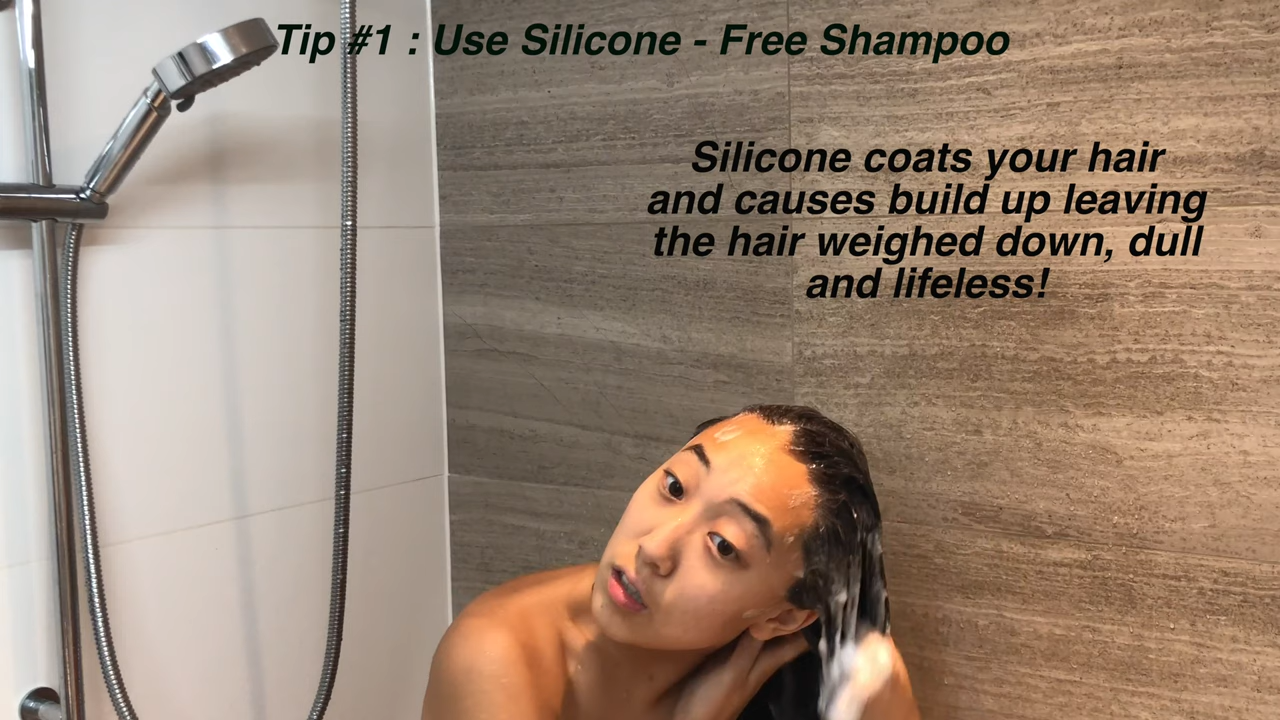 Tip #1 : Use Silicone - Free Shampoo
Silicone coats your hair
and causes build up leaving
the hair weighed down, dull
and lifeless!